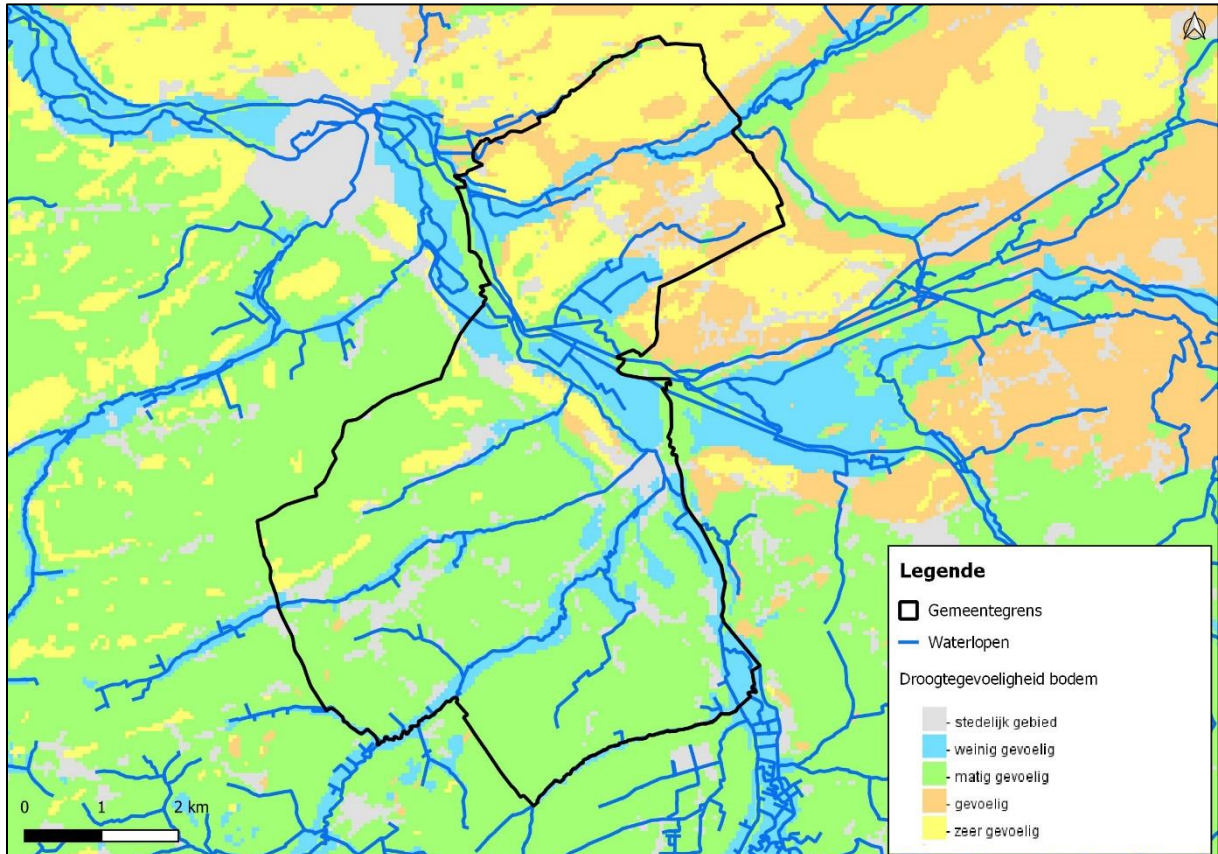 Legende
Gemeentegrens
Waterlopen
Droogtegevoeligheid bodem
- stedelijk gebied
- weinig gevoelig
- matig gevoelig
- gevoelig
- zeer gevoelig
0 1 2 km